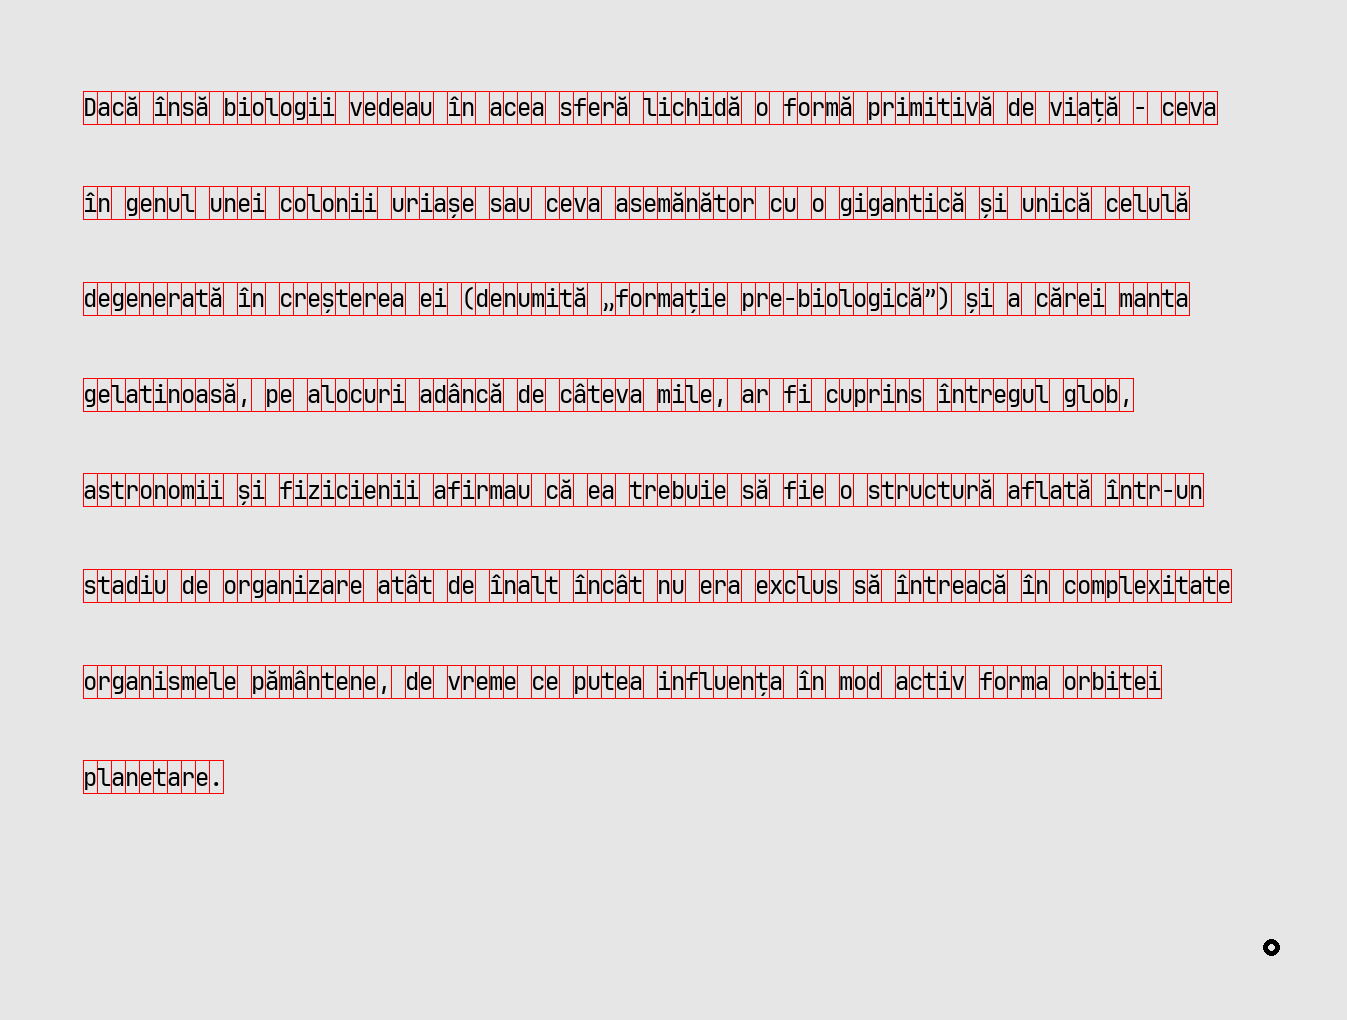 Dacă însă biologii vedeau în acea sferă lichidă o formă primitivă de viață - ceva
în genul unei colonii uriașe sau ceva asemănător cu o gigantică și unică celulă
degenerată în creșterea ei (denumită „formație pre-biologică”) și a cărei manta
gelatinoasă, pe alocuri adâncă de câteva mile, ar fi cuprins întregul glob,
astronomii și fizicienii afirmau că ea trebuie să fie o structură aflată într-un
stadiu de organizare atât de înalt încât nu era exclus să întreacă în complexitate
organismele pământene, de vreme ce putea influența în mod activ forma orbitei
planetare.